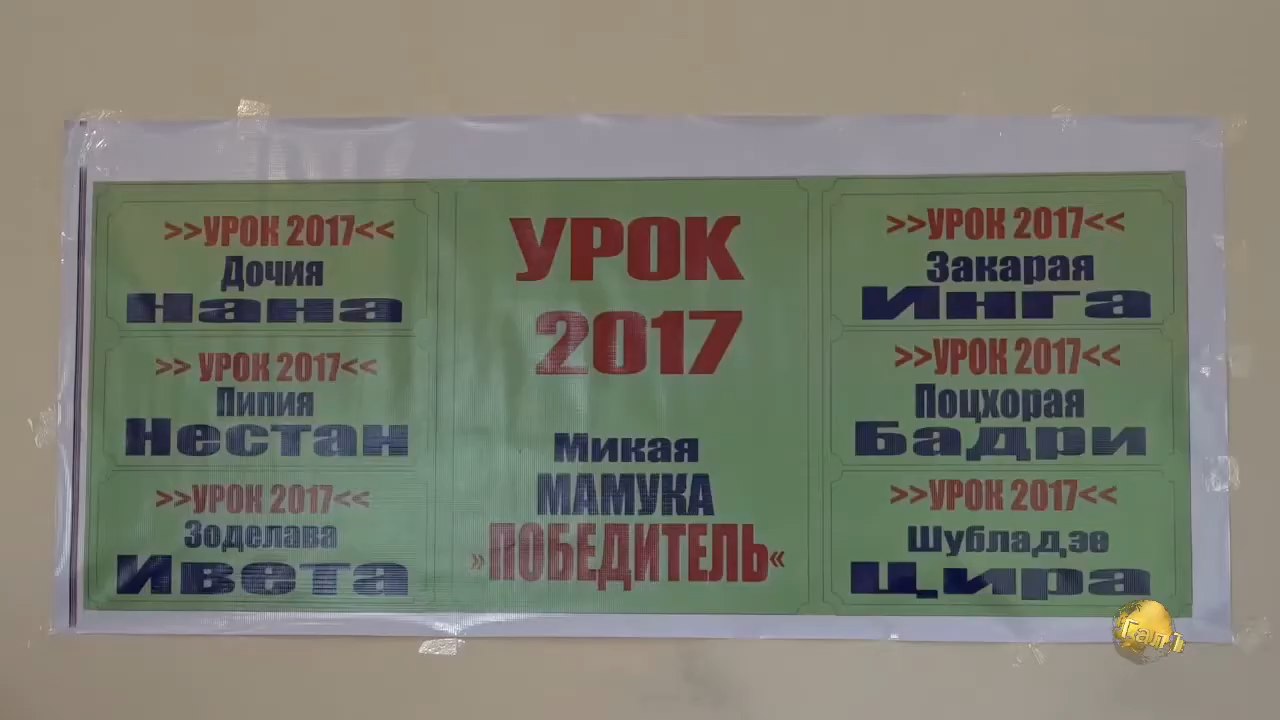 >>УРОК 2017<<
Дочия
Нана
>> УРОК 2017<<
Пипия
Нестан
>>УРОК 2017<<
Зоделава
Ивета
УРОК
2017
Микая
МАМУКА
»ПОБЕДИТЕЛЬ«
>>УРОК 2017<<
Закарая
Инга
>>УРОК 2017<<
Поцхорая
Бадри
>>УРОК 2017<<
Шубладзе
Цира